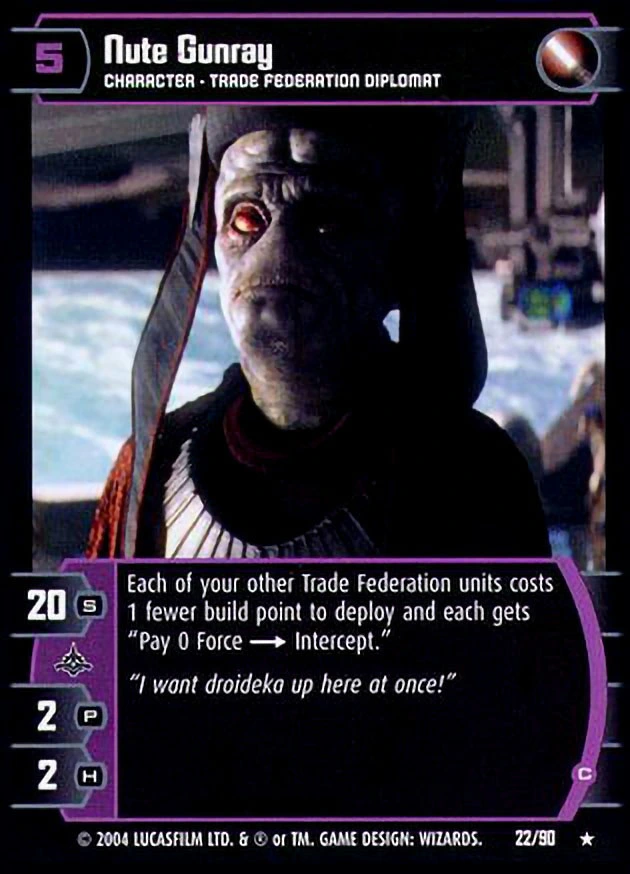 5
Nute Gunray
CHARACTER - TRADE FEDERATION DIPLOMAT
20 S
Each of your other Trade Federation units costs
1 fewer build point to deploy and each gets
“Pay 0 Force ⟶ Intercept.”
“I want droideka up here at once!”
2 P
2 H
C
© 2004 LUCASFILM LTD. & ® or TM. GAME DESIGN: WIZARDS. 22/90 ★